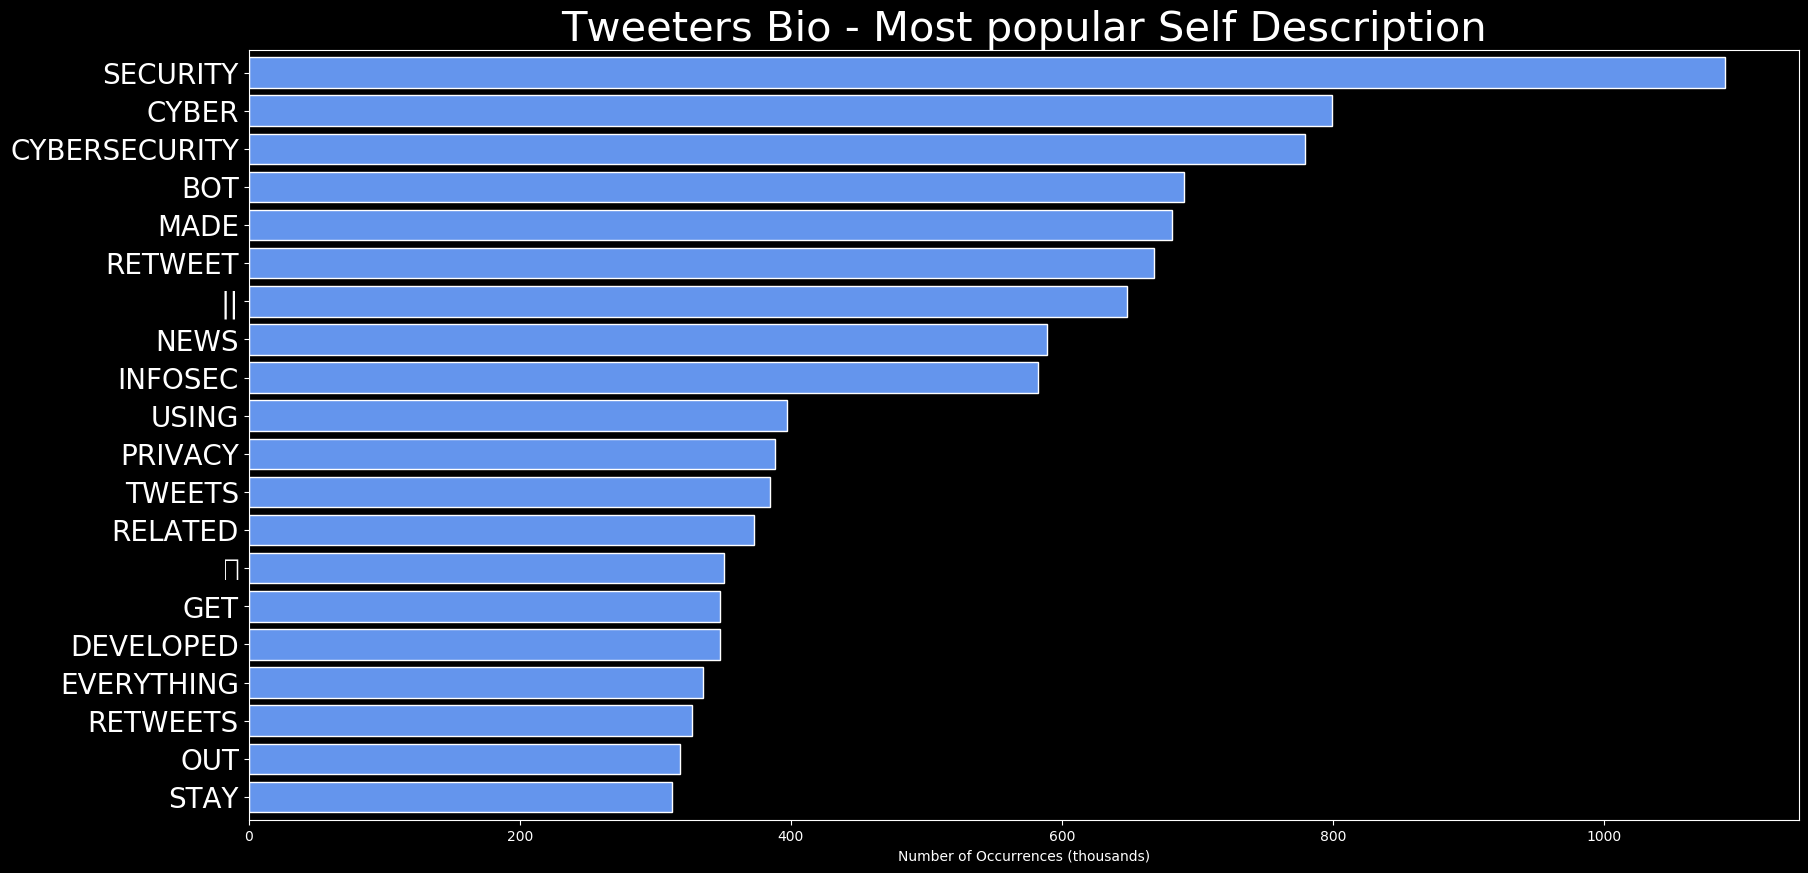 Tweeters Bio - Most popular Self Description
SECURITY
CYBER
CYBERSECURITY
BOT
MADE
RETWEET
||
NEWS
INFOSEC
USING
PRIVACY
TWEETS
RELATED
GET
DEVELOPED
EVERYTHING
RETWEETS
OUT
STAY
0 200 400 600 800 1000
Number of Occurrences (thousands)